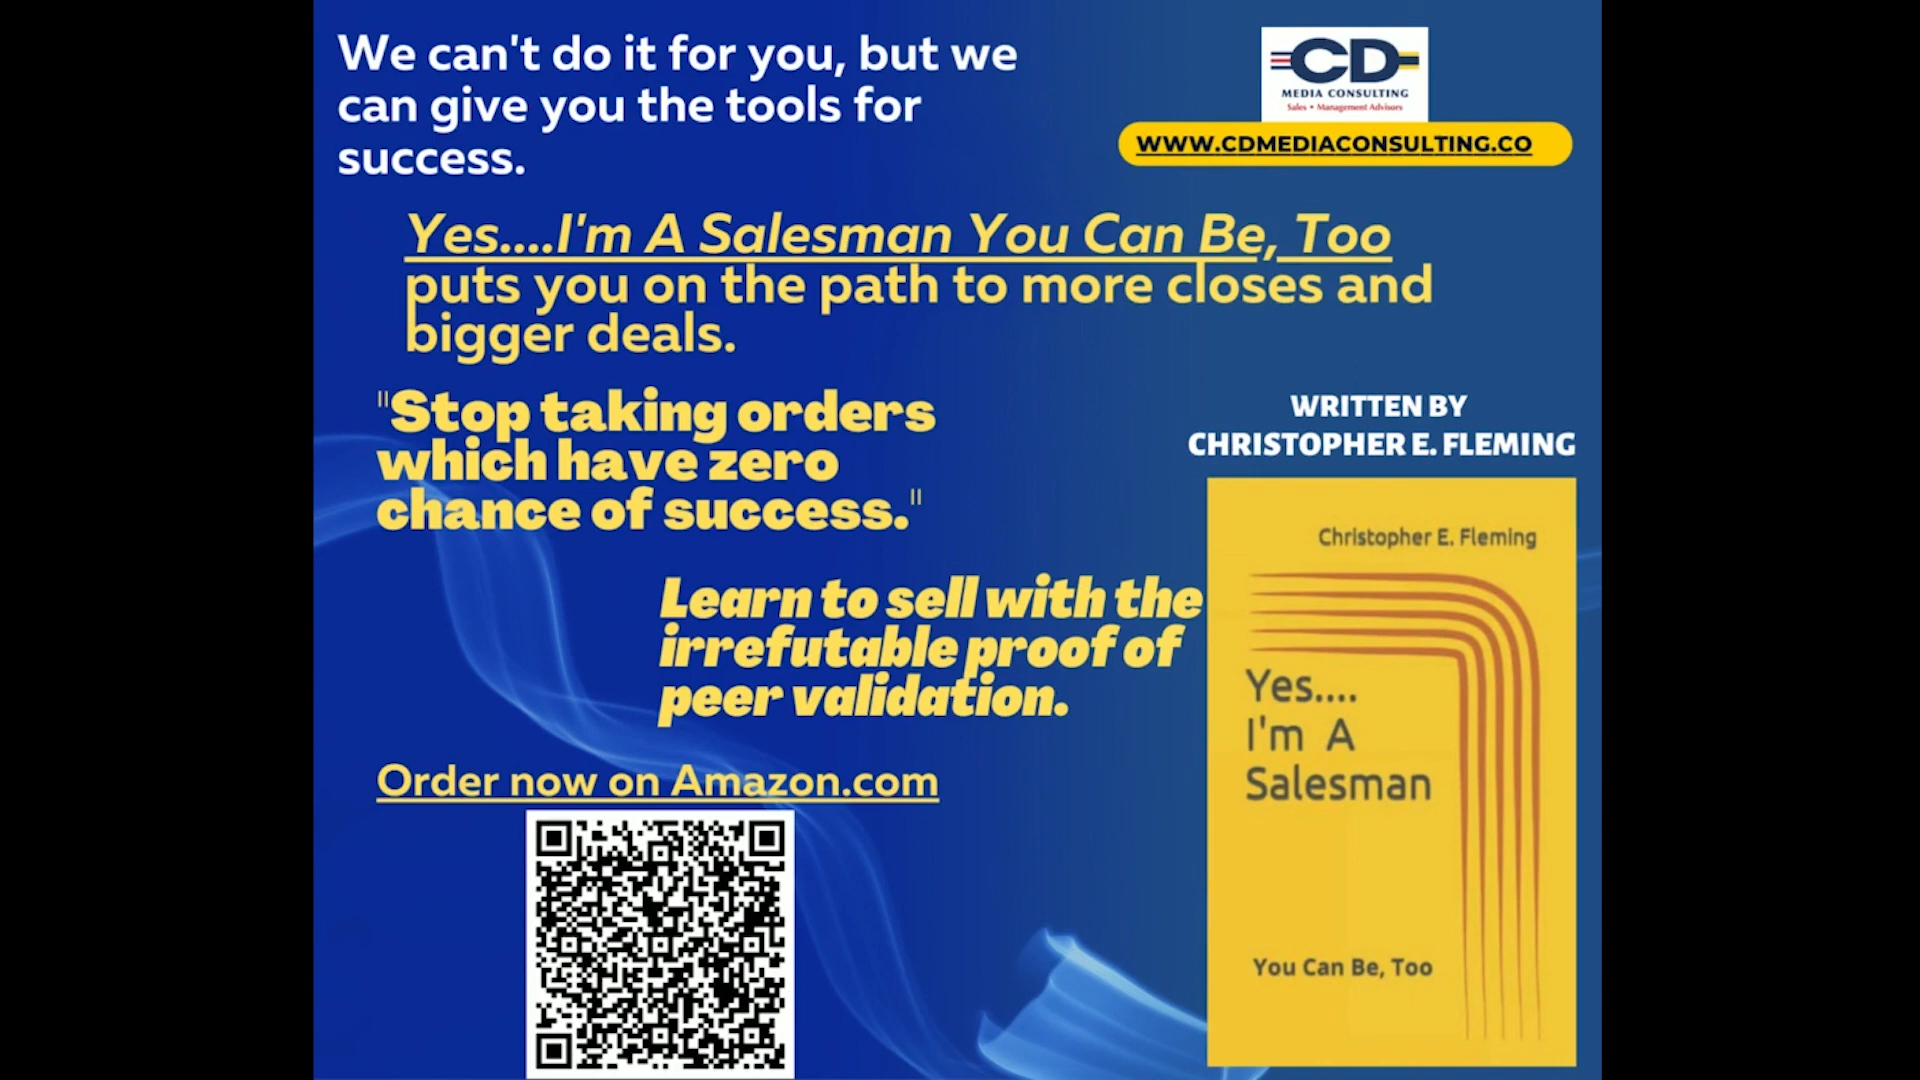 We can't do it for you, but we
can give you the tools for
success.
CD
MEDIA CONSULTING
Sales • Management Advisors
WWW.CDMEDIACONSULTING.CO
Yes....I'm A Salesman You Can Be, Too
puts you on the path to more closes and
bigger deals.
"Stop taking orders
which have zero
chance of success."
WRITTEN BY
CHRISTOPHER E. FLEMING
Learn to sell with the
irrefutable proof of
peer validation.
Order now on Amazon.com
Christopher E. Fleming
Yes....
I'm A
Salesman
You Can Be, Too